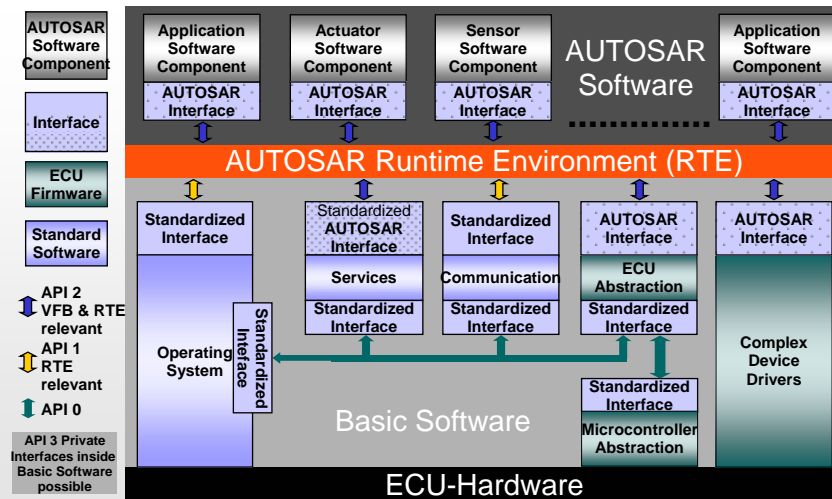 AUTOSAR
Software
Component
Interface
ECU
Firmware
Standard
Software
API 2
VFB & RTE
relevant
API 1
RTE
relevant
API 0
API 3 Private
Interfaces inside
Basic Software
possible
Application
Software
Component
AUTOSAR
Interface
Actuator
Software
Component
AUTOSAR
Interface
Sensor
Software
Component
AUTOSAR
Interface
AUTOSAR
Software
Application
Software
Component
AUTOSAR
Interface
AUTOSAR Runtime Environment (RTE)
Standardized
Interface
Operating
System
Standardized
Interface
Standardized
AUTOSAR
Interface
Services
Standardized
Interface
Standardized
Interface
Communication
Standardized
Interface
AUTOSAR
Interface
ECU
Abstraction
Standardized
Interface
Standardized
Interface
Microcontroller
Abstraction
AUTOSAR
Interface
Complex
Device
Drivers
Basic Software
ECU-Hardware